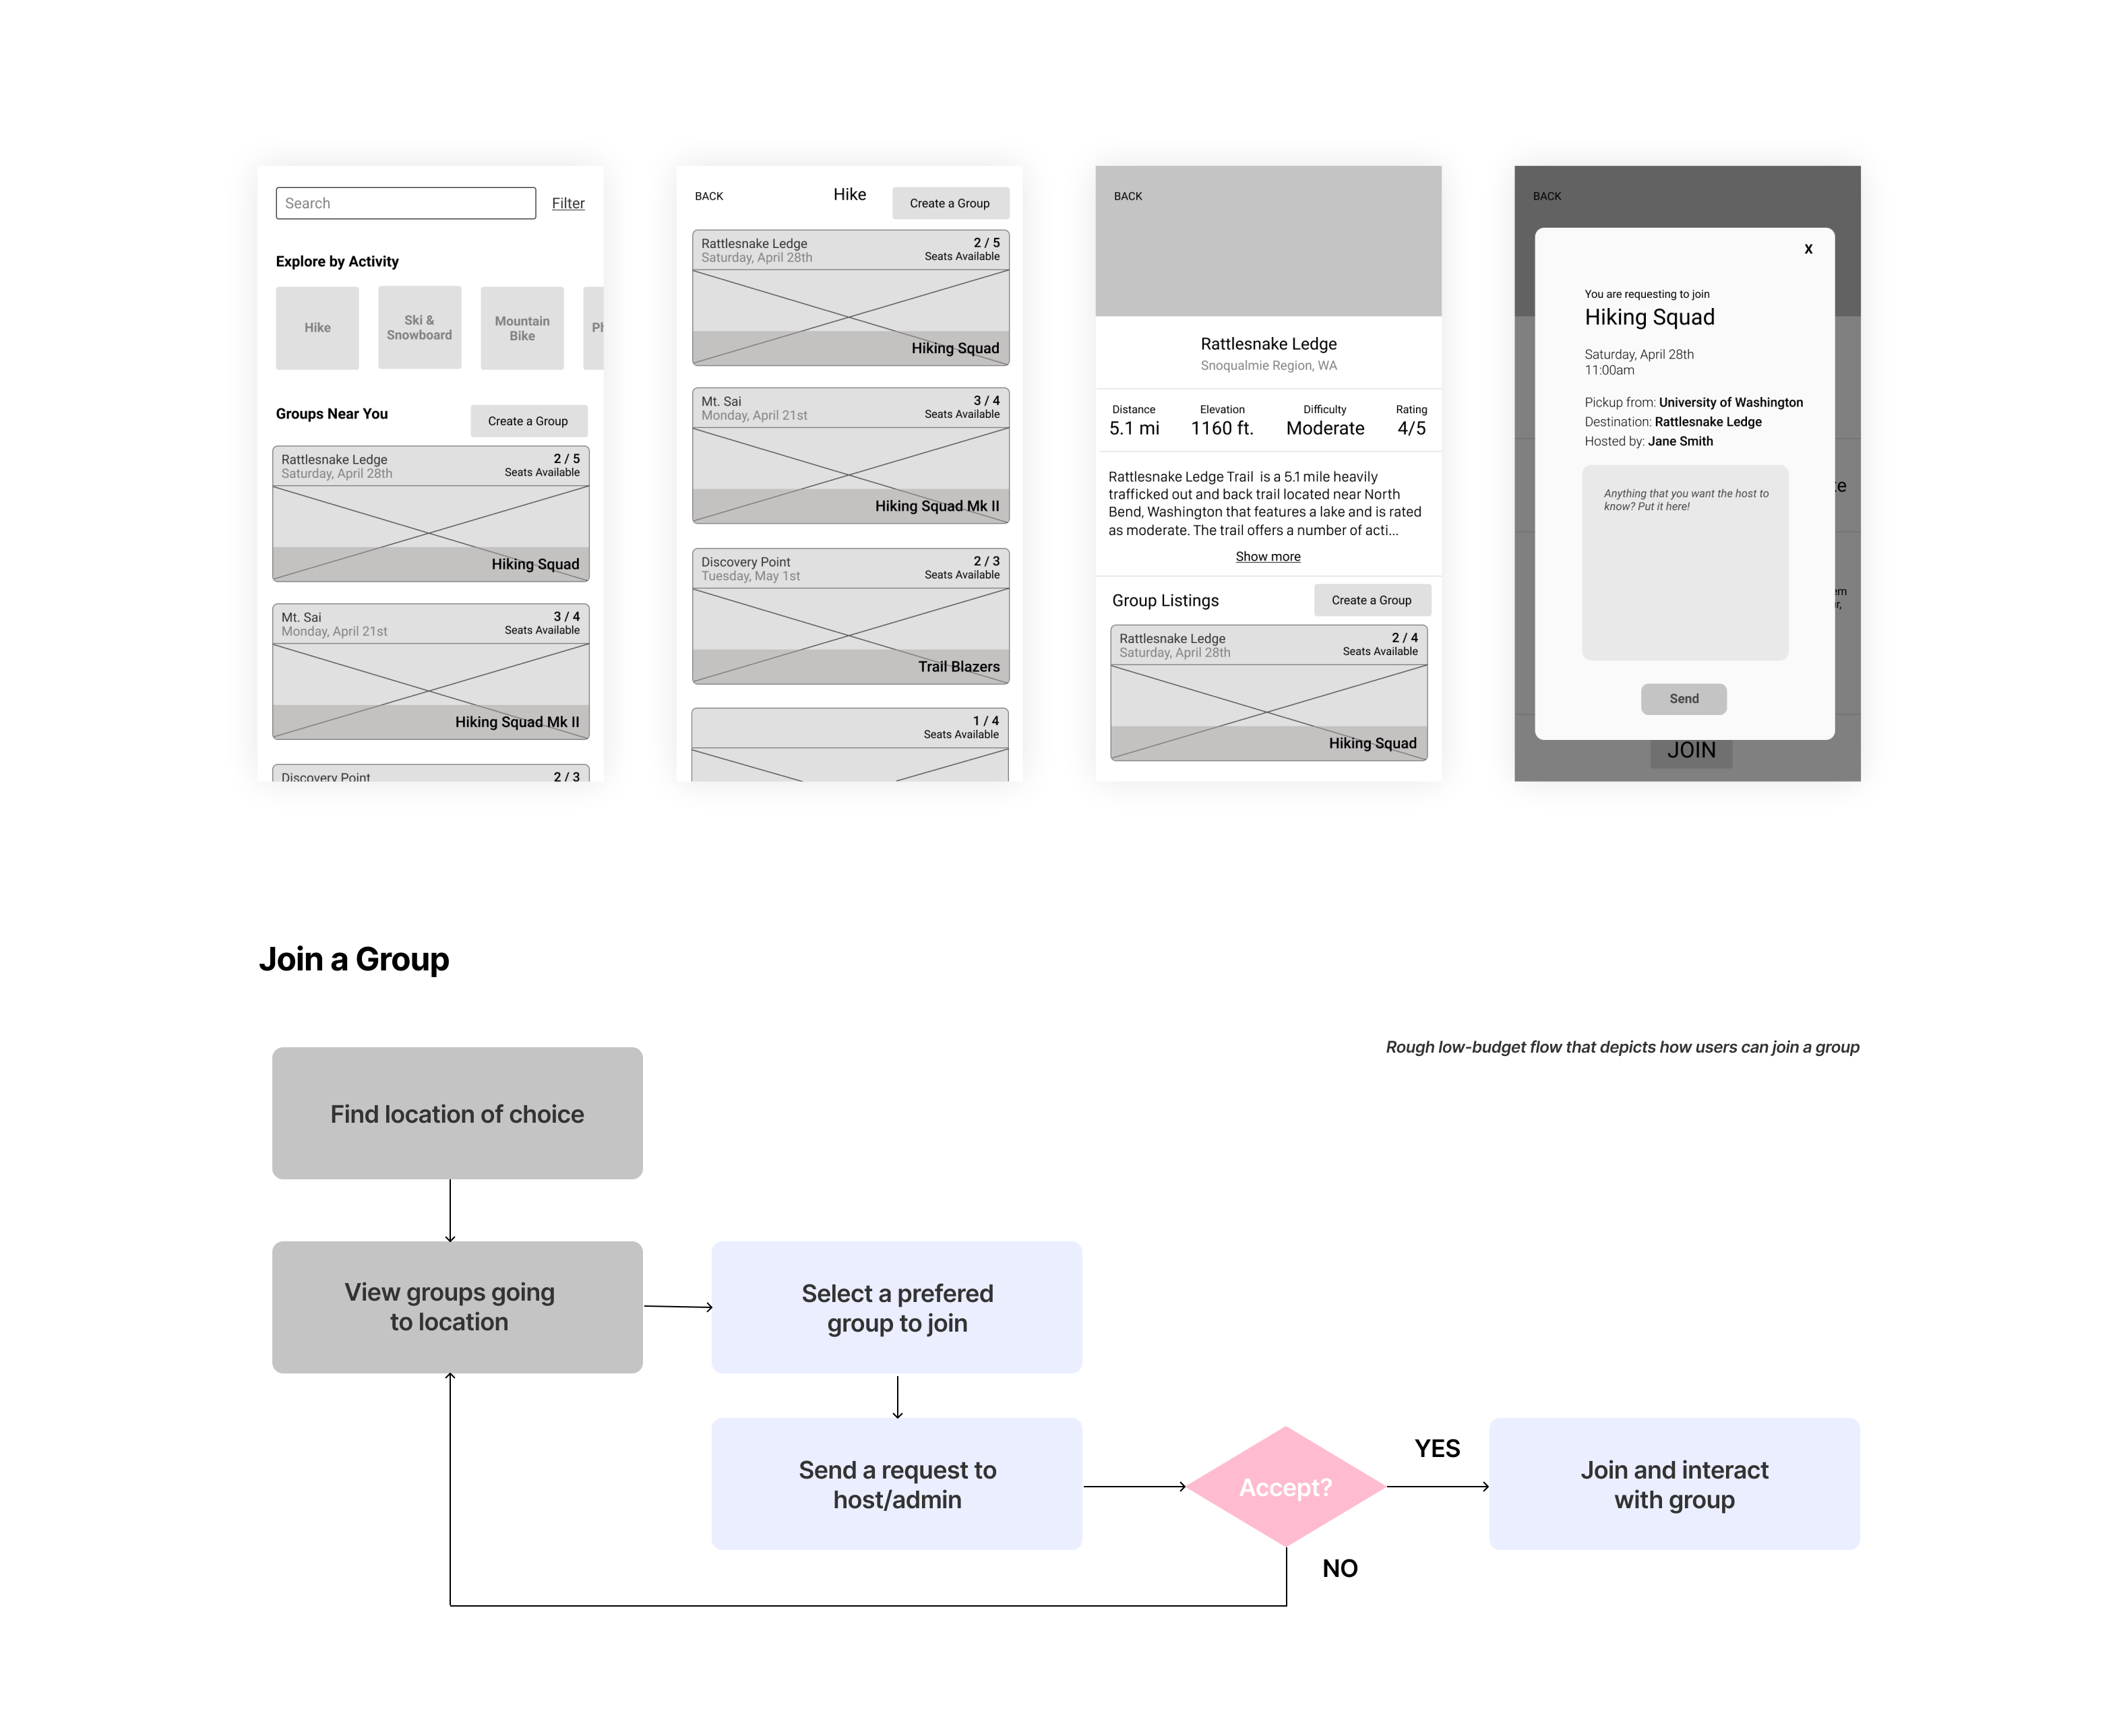 Search
Filter
Explore by Activity
Hike
Ski &
Snowboard
Mountain
Bike
Ph
Groups Near You
Create a Group
Rattlesnake Ledge
2 / 5
Saturday, April 28th
Seats Available
Hiking Squad
Mt. Sai
3 / 4
Monday, April 21st
Seats Available
Hiking Squad Mk II
Discovery Point
2 / 3
BACK
Hike
Create a Group
Rattlesnake Ledge
2 / 5
Saturday, April 28th
Seats Available
Hiking Squad
Mt. Sai
3 / 4
Monday, April 21st
Seats Available
Hiking Squad Mk II
Discovery Point
2 / 3
Tuesday, May 1st
Seats Available
Trail Blazers
1 / 4
Seats Available
BACK
Rattlesnake Ledge
Snoqualmie Region, WA
Distance
Elevation
Difficulty
Rating
5.1 mi
1160 ft.
Moderate
4/5
Rattlesnake Ledge Trail  is a 5.1 mile heavily
trafficked out and back trail located near North
Bend, Washington that features a lake and is rated
as moderate. The trail offers a number of acti...
Show more
Group Listings
Create a Group
Rattlesnake Ledge
2 / 4
Saturday, April 28th
Seats Available
Hiking Squad
BACK
X
You are requesting to join
Hiking Squad
Saturday, April 28th
11:00am
Pickup from: University of Washington
Destination: Rattlesnake Ledge
Hosted by: Jane Smith
Anything that you want the host to
know? Put it here!
Send
JOIN
Join a Group
Rough low-budget flow that depicts how users can join a group
Find location of choice
View groups going
to location
Select a prefered
group to join
Send a request to
host/admin
Accept?
YES
NO
Join and interact
with group